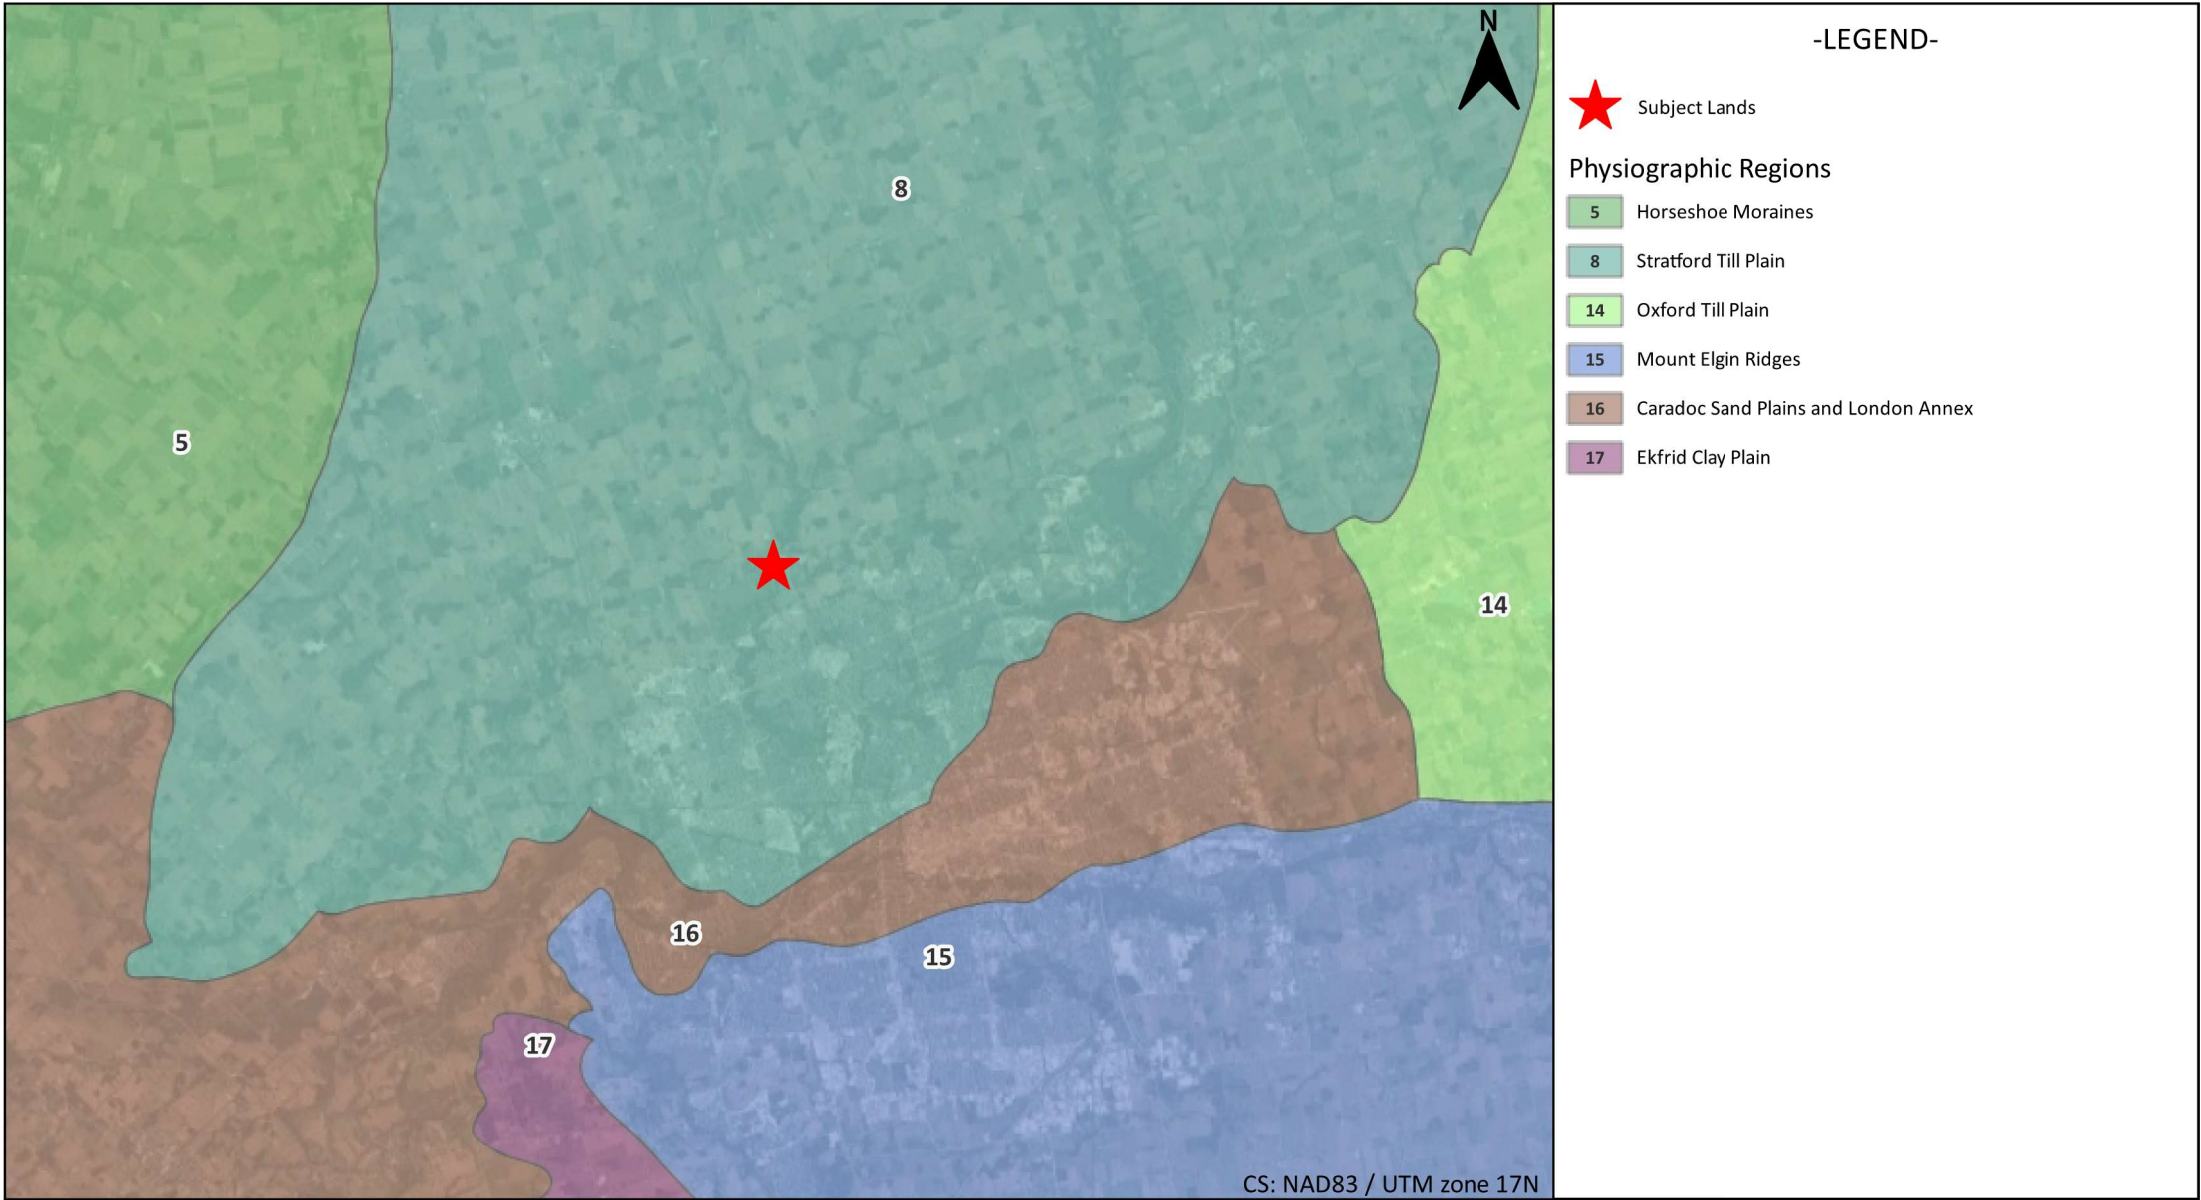 N
8
5
14
16
15
17
CS: NAD83 / UTM zone 17N
-LEGEND-
Subject Lands
Physiographic Regions
5 Horseshoe Moraines
8 Stratford Till Plain
14 Oxford Till Plain
15 Mount Elgin Ridges
16 Caradoc Sand Plains and London Annex
17 Ekfrid Clay Plain